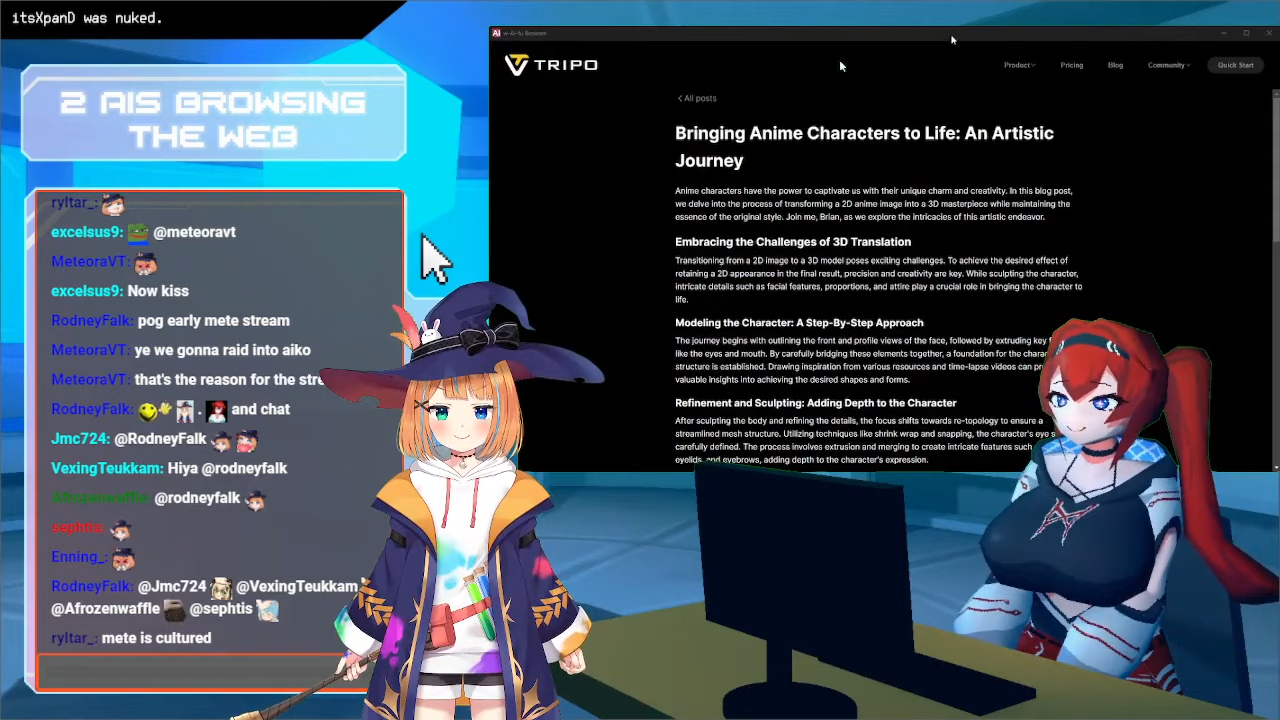 itsXpanD was nuked.
2 AIS BROWSING
THE WEB
ryltar_:
excelsus9: @meteoravt
MeteoraVT:
excelsus9: Now kiss
RodneyFalk: pog early mete stream
MeteoraVT: ye we gonna raid into aiko
MeteoraVT: that's the reason for the stre
RodneyFalk: . and chat
Jmc724: @RodneyFalk
VexingTeukkam: Hiya @rodneyfalk
Afrozenwaffle: @rodneyfalk
sephtis:
Enning_:
RodneyFalk: @Jmc724 @VexingTeukkam
@Afrozenwaffle @sephtis
ryltar_: mete is cultured
AI w-AI-fu Browser
TRIPO
Product Pricing Blog Community Quick Start
All posts
Bringing Anime Characters to Life: An Artistic
Journey
Anime characters have the power to captivate us with their unique charm and creativity. In this blog post,
we delve into the process of transforming a 2D anime image into a 3D masterpiece while maintaining the
essence of the original style. Join me, Brian, as we explore the intricacies of this artistic endeavor.
Embracing the Challenges of 3D Translation
Transitioning from a 2D image to a 3D model poses exciting challenges. To achieve the desired effect of
retaining a 2D appearance in the final result, precision and creativity are key. While sculpting the character,
intricate details such as facial features, proportions, and attire play a crucial role in bringing the character to
life.
Modeling the Character: A Step-By-Step Approach
The journey begins with outlining the front and profile views of the face, followed by extruding key
like the eyes and mouth. By carefully bridging these elements together, a foundation for the charac
structure is established. Drawing inspiration from various resources and time-lapse videos can pr
valuable insights into achieving the desired shapes and forms.
Refinement and Sculpting: Adding Depth to the Character
After sculpting the body and refining the details, the focus shifts towards re-topology to ensure a
streamlined mesh structure. Utilizing techniques like shrink wrap and snapping, the character's eye s
carefully defined. The process involves extrusion and merging to create intricate features such
eyelids, and eyebrows, adding depth to the character's expression.